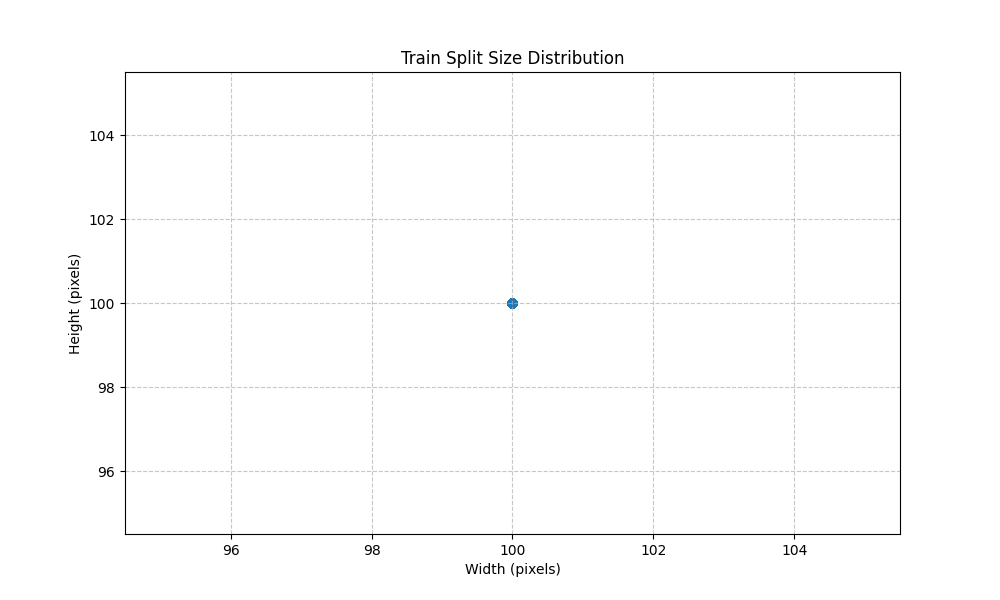 Train Split Size Distribution
Height (pixels)
104
102
100
98
96
96 98 100 102 104
Width (pixels)